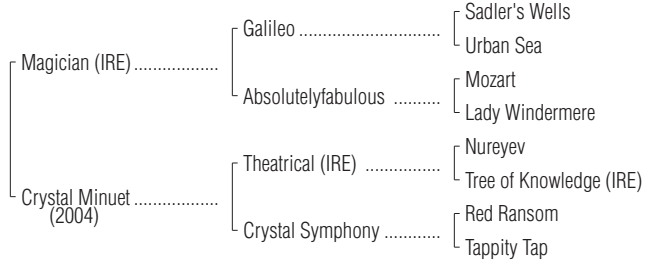 Sadler's Wells
Galileo ..............................
Urban Sea
Magician (IRE) ..................
Mozart
Absolutelyfabulous ..........
Lady Windermere
Nureyev
Theatrical (IRE) ................
Tree of Knowledge (IRE)
Crystal Minuet ..................
(2004)
Red Ransom
Crystal Symphony ............
Tappity Tap